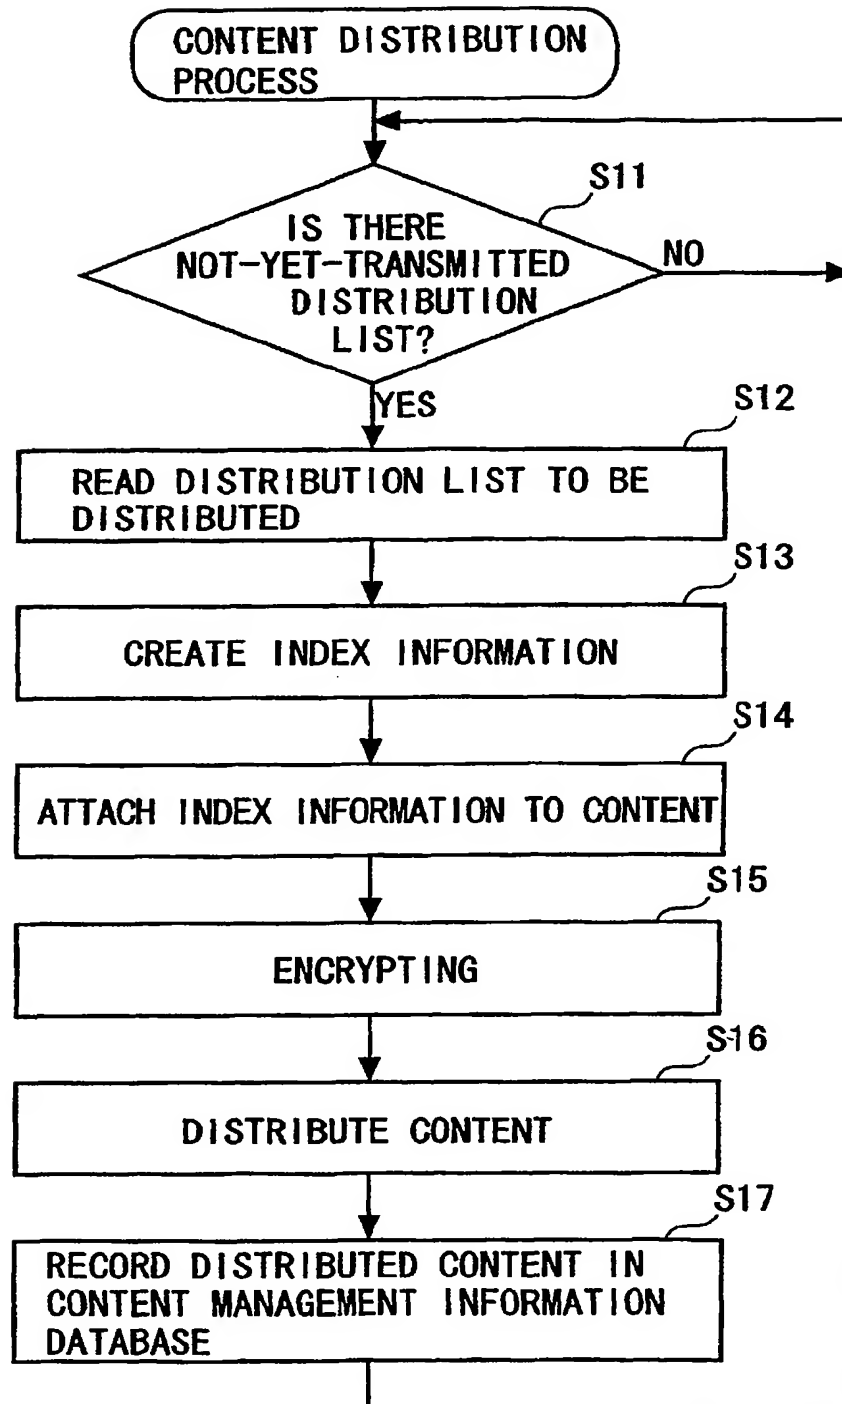 CONTENT DISTRIBUTION
PROCESS
S11
IS THERE
NOT-YET-TRANSMITTED
DISTRIBUTION
LIST?
NO
YES
S12
READ DISTRIBUTION LIST TO BE
DISTRIBUTED
S13
CREATE INDEX INFORMATION
S14
ATTACH INDEX INFORMATION TO CONTENT
S15
ENCRYPTING
S16
DISTRIBUTE CONTENT
S17
RECORD DISTRIBUTED CONTENT IN
CONTENT MANAGEMENT INFORMATION
DATABASE